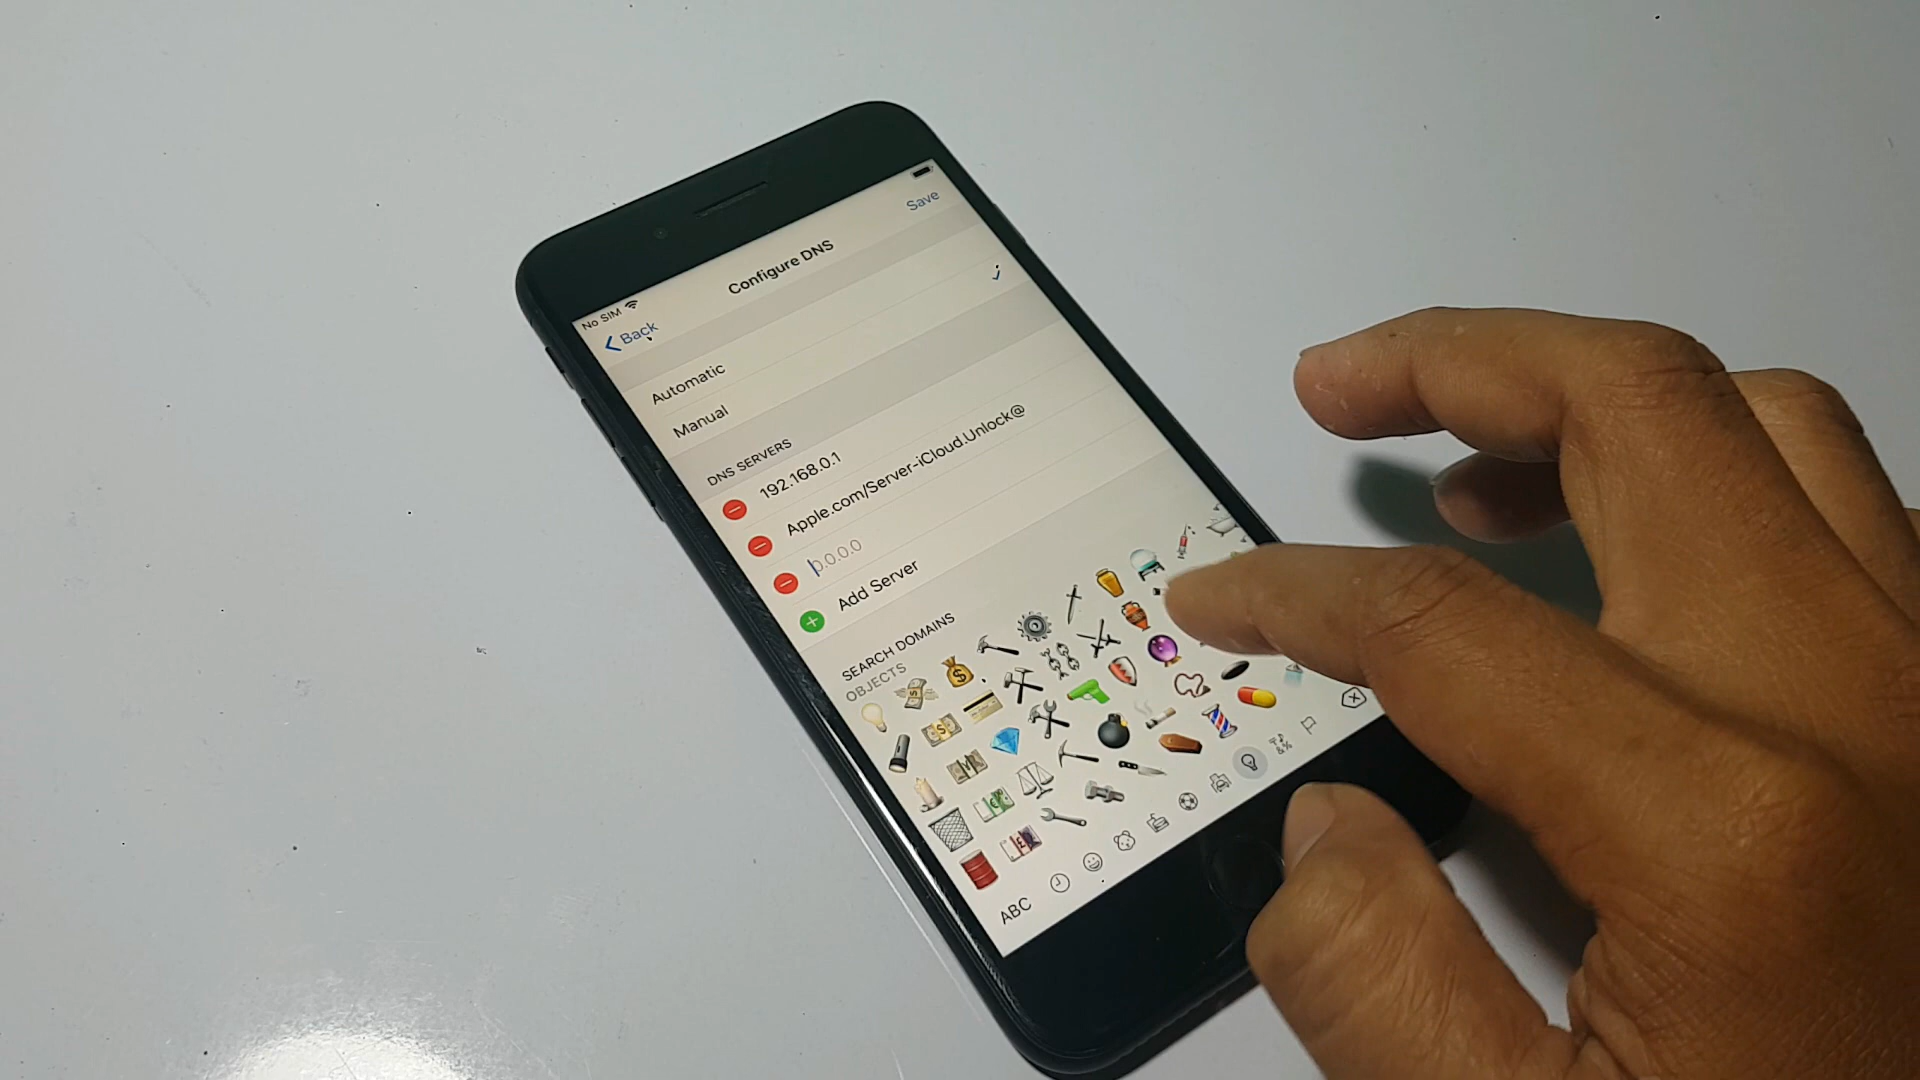 No SIM
Back
Configure DNS
Save
Automatic
Manual
DNS SERVERS
192.168.0.1
Apple.com/Server-iCloud.Unlock@
0.0.0.0
Add Server
SEARCH DOMAINS
OBJECTS
ABC